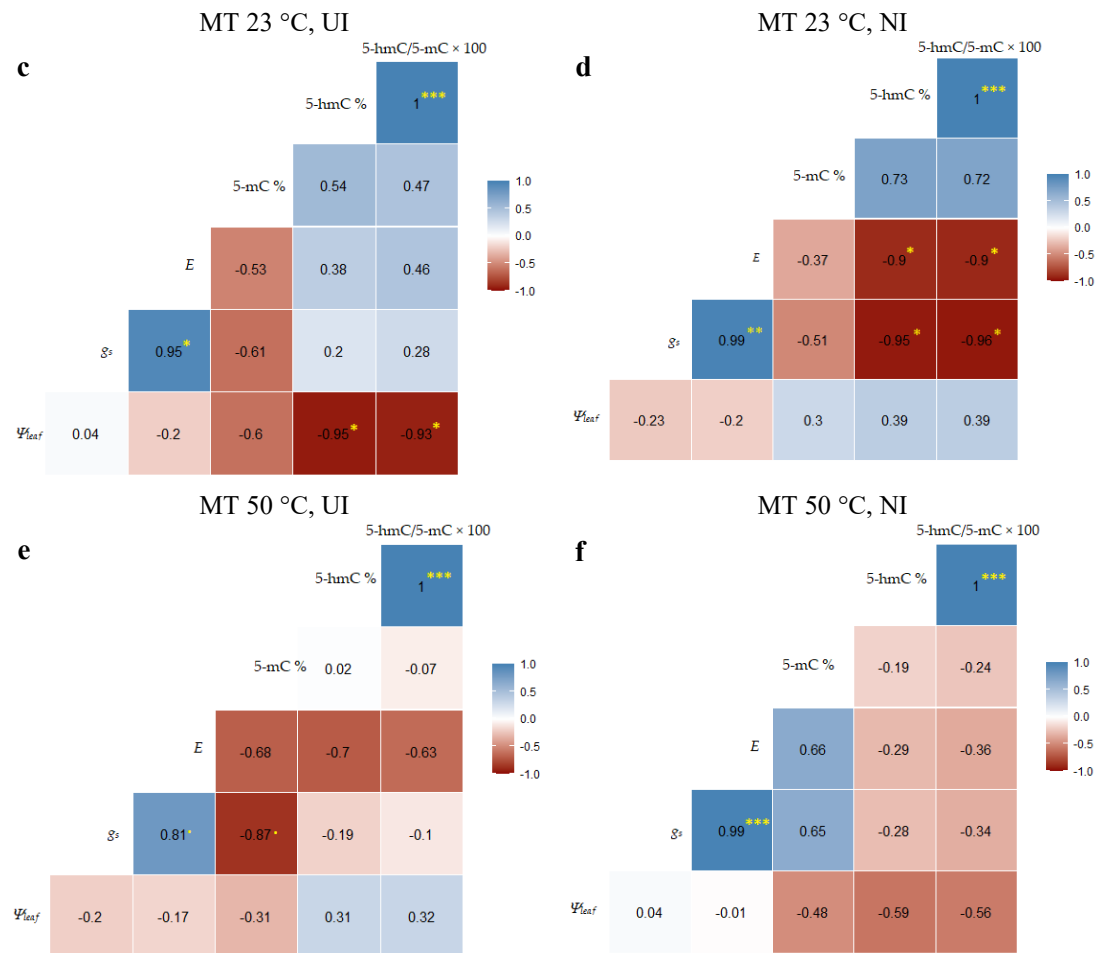 MT 23 °C, UI
MT 23 °C, NI
c
5-hmC/5-mC × 100
5-hmC %
1***
5-mC %
0.54
0.47
E
-0.53
0.38
0.46
gs
0.95*
-0.61
0.2
0.28
Ψleaf
0.04
-0.2
-0.6
-0.95*
-0.93*
1.0
0.5
0.0
-0.5
-1.0
d
5-hmC/5-mC × 100
5-hmC %
1***
5-mC %
0.73
0.72
E
-0.37
-0.9*
-0.9*
gs
0.99**
-0.51
-0.95*
-0.96*
Ψleaf
-0.23
-0.2
0.3
0.39
0.39
1.0
0.5
0.0
-0.5
-1.0
MT 50 °C, UI
MT 50 °C, NI
e
5-hmC/5-mC × 100
5-hmC %
1***
5-mC %
0.02
-0.07
E
-0.68
-0.7
-0.63
gs
0.81·
-0.87·
-0.19
-0.1
Ψleaf
-0.2
-0.17
-0.31
0.31
0.32
1.0
0.5
0.0
-0.5
-1.0
f
5-hmC/5-mC × 100
5-hmC %
1***
5-mC %
-0.19
-0.24
E
0.66
-0.29
-0.36
gs
0.99***
0.65
-0.28
-0.34
Ψleaf
0.04
-0.01
-0.48
-0.59
-0.56
1.0
0.5
0.0
-0.5
-1.0